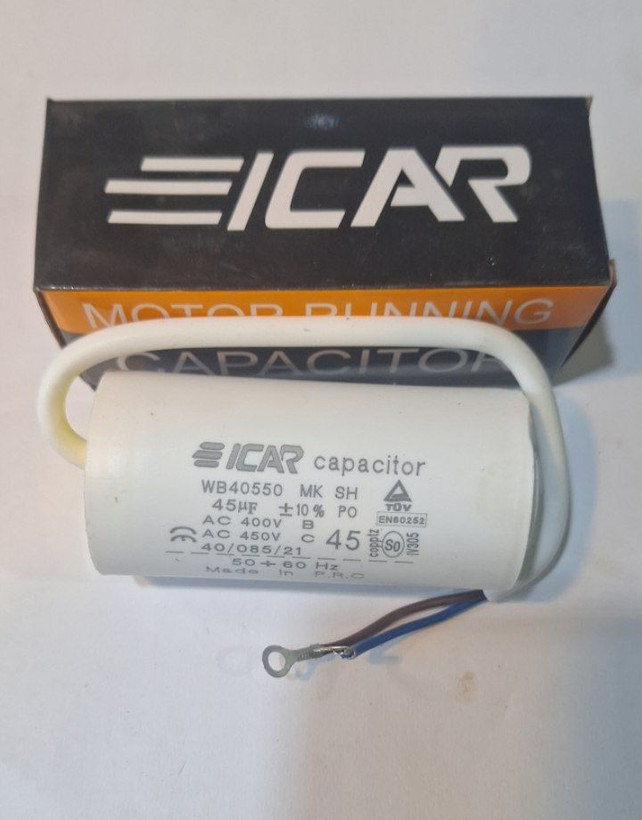 ICAR
MOTOR RUNNING
CAPACITOR
ICAR capacitor
WB40550 MK SH
45µF ±10% PO
TÜV
EN60252
AC 400V B
AC 450V C
45
S0
IV305
40/085/21
50÷60 Hz
Made in P.R.C